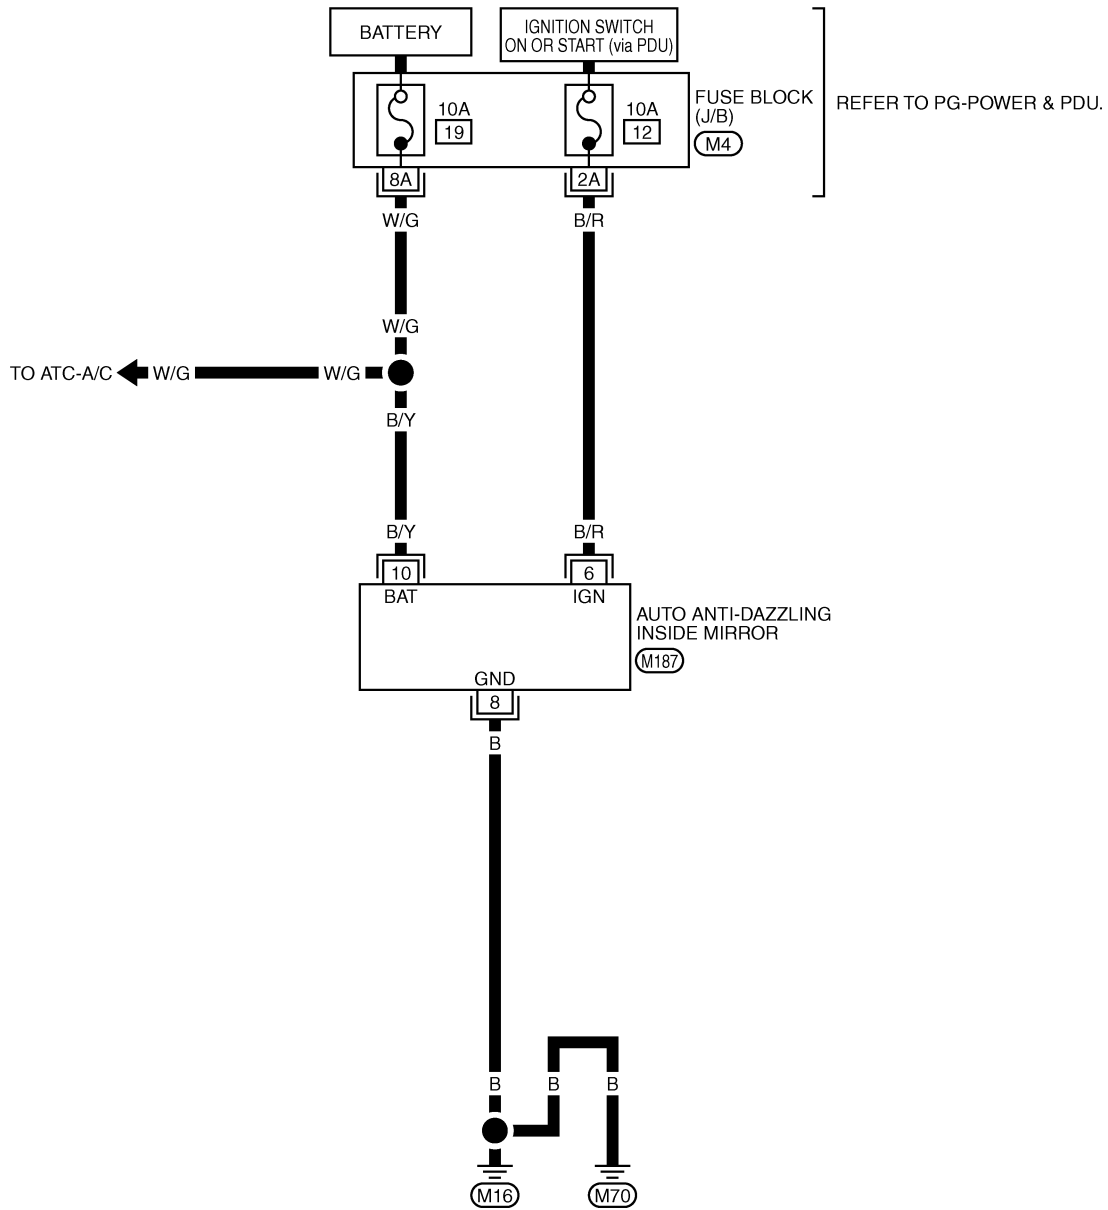 BATTERY
IGNITION SWITCH
ON OR START (via PDU)
10A
19
10A
12
FUSE BLOCK
(J/B)
M4
REFER TO PG-POWER & PDU.
8A
2A
W/G
B/R
W/G
TO ATC-A/C
W/G
W/G
B/Y
B/Y
B/R
10
6
BAT
IGN
AUTO ANTI-DAZZLING
INSIDE MIRROR
M187
GND
8
B
B
B
B
M16
M70